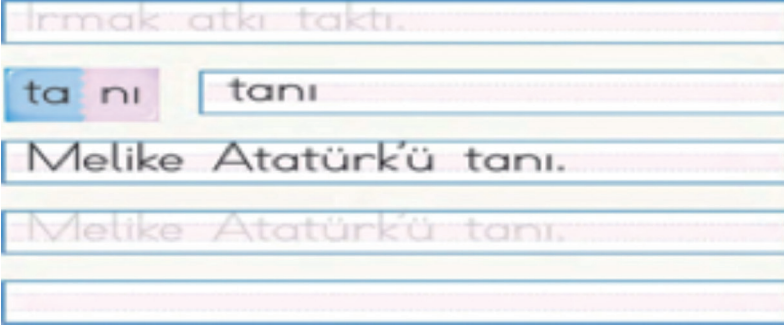 Irmak atkı taktı.
ta nı tanı
Melike Atatürk'ü tanı.
Melike Atatürk'ü tanı.